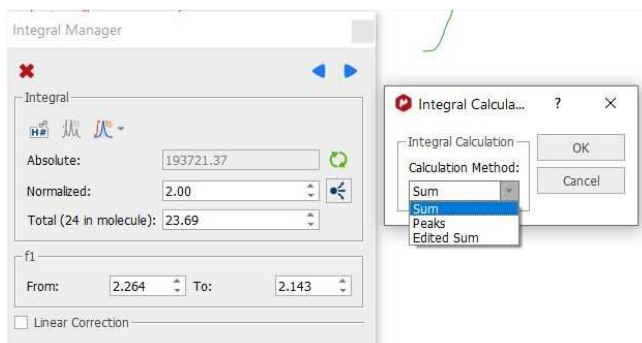 Integral Manager
Integral
H#
Absolute: 193721.37
Normalized: 2.00
Total (24 in molecule): 23.69
f1
From: 2.264 To: 2.143
Linear Correction
Integral Calcula... ?
Integral Calculation
Calculation Method:
Sum
Sum
Peaks
Edited Sum
OK
Cancel